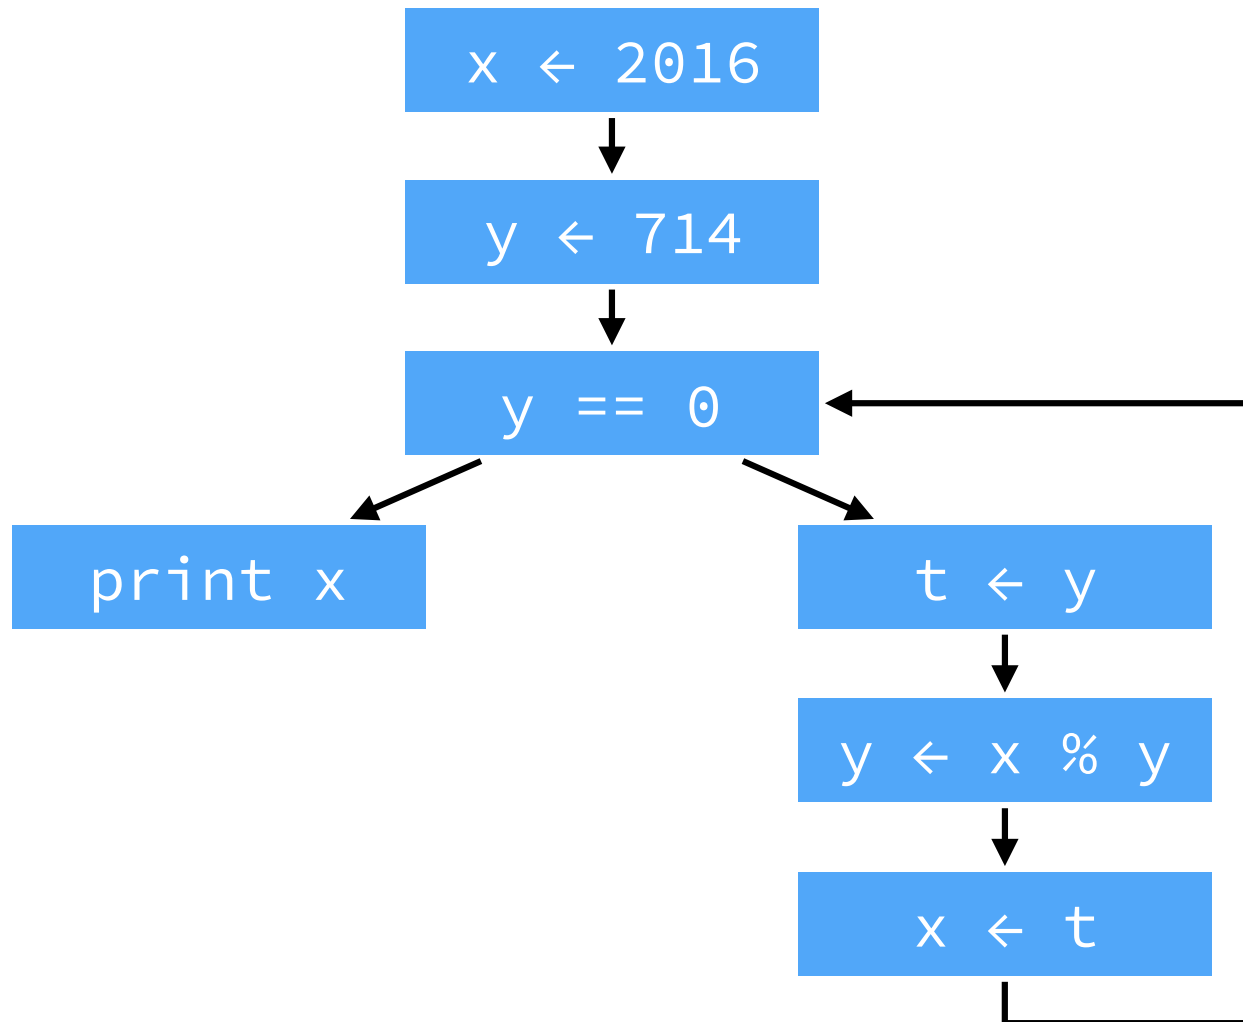 x ← 2016
y ← 714
y == 0
print x
t ← y
y ← x % y
x ← t